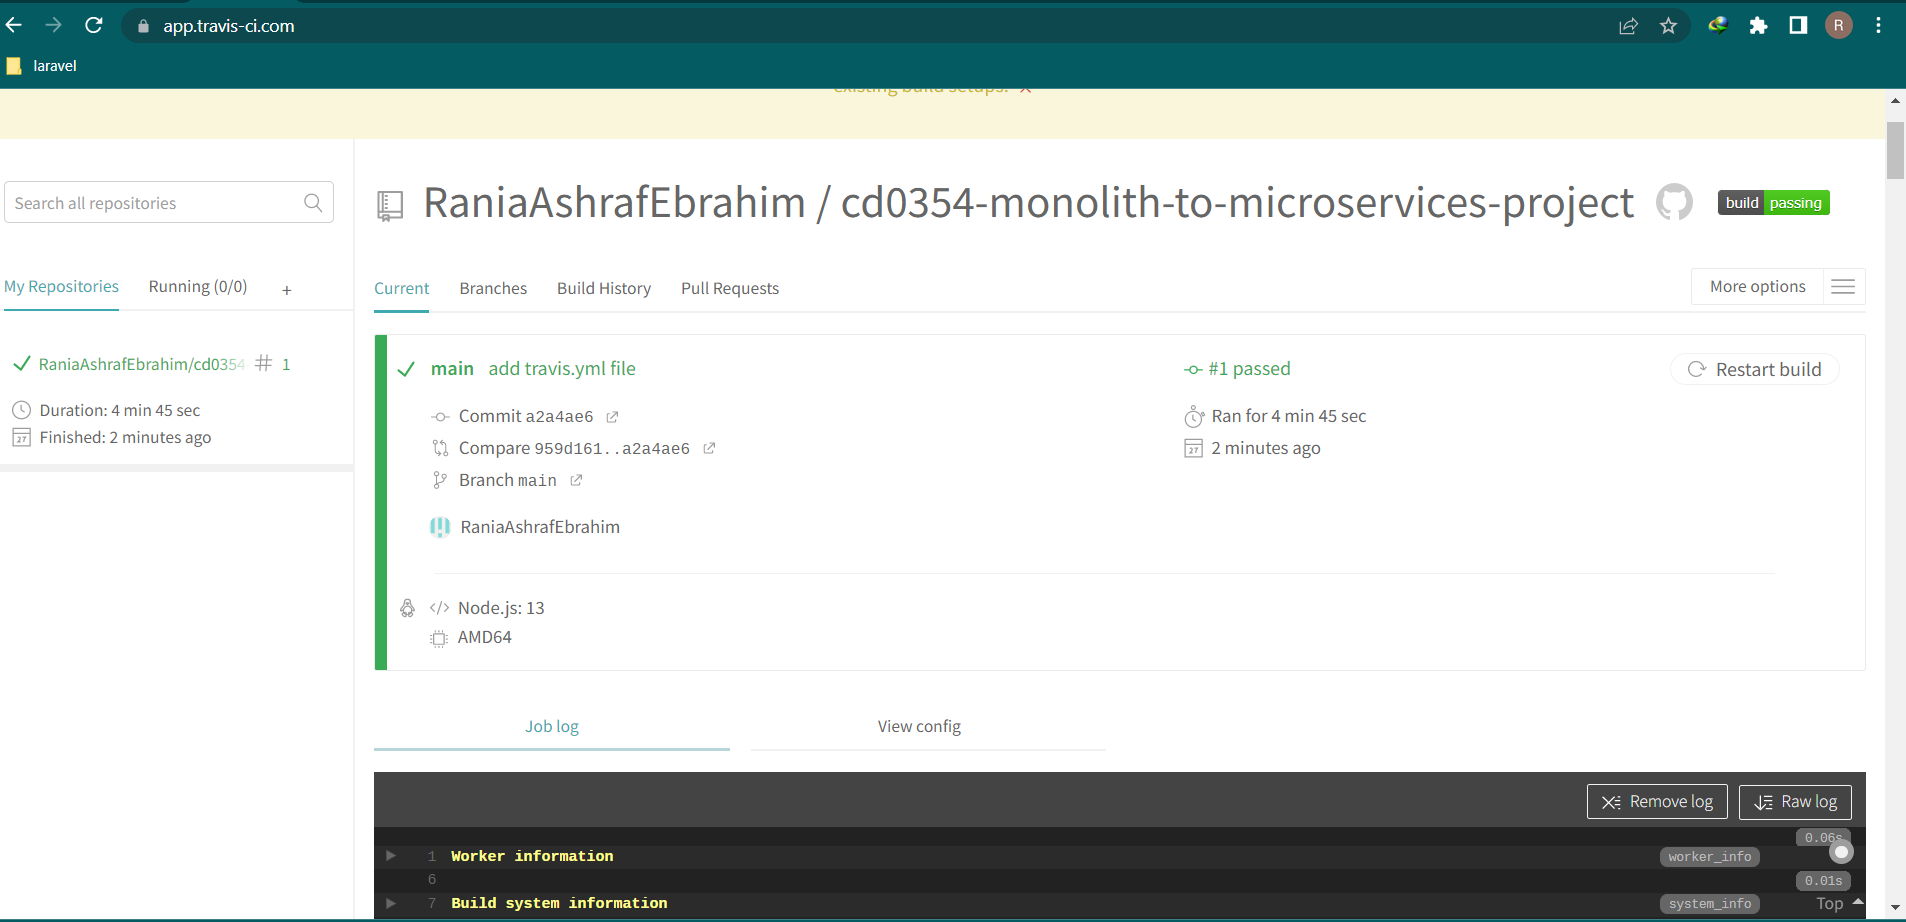 app.travis-ci.com
R
laravel
existing build setups.
Search all repositories
RaniaAshrafEbrahim / cd0354-monolith-to-microservices-project
build passing
My Repositories
Running (0/0)
+
Current
Branches
Build History
Pull Requests
More options
RaniaAshrafEbrahim/cd0354- # 1
Duration: 4 min 45 sec
Finished: 2 minutes ago
main add travis.yml file
#1 passed
Restart build
Commit a2a4ae6
Ran for 4 min 45 sec
Compare 959d161..a2a4ae6
2 minutes ago
Branch main
RaniaAshrafEbrahim
</> Node.js: 13
AMD64
Job log
View config
Remove log
Raw log
0.06s
1 Worker information
worker_info
6
0.01s
7 Build system information
system_info
Top